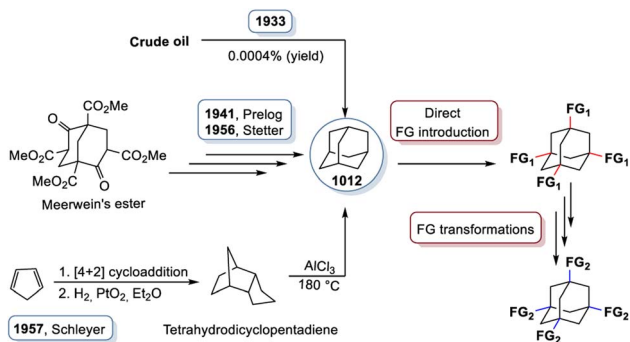 1933
Crude oil
0.0004% (yield)
CO₂Me
O
MeO₂C
CO₂Me
MeO₂C
O
Meerwein's ester
1941, Prelog
1956, Stetter
1012
Direct
FG introduction
FG₁
FG₁
FG₁
FG₁
FG transformations
FG₂
FG₂
FG₂
FG₂
1. [4+2] cycloaddition
2. H₂, PtO₂, Et₂O
AlCl₃
180 °C
1957, Schleyer
Tetrahydrodicyclopentadiene